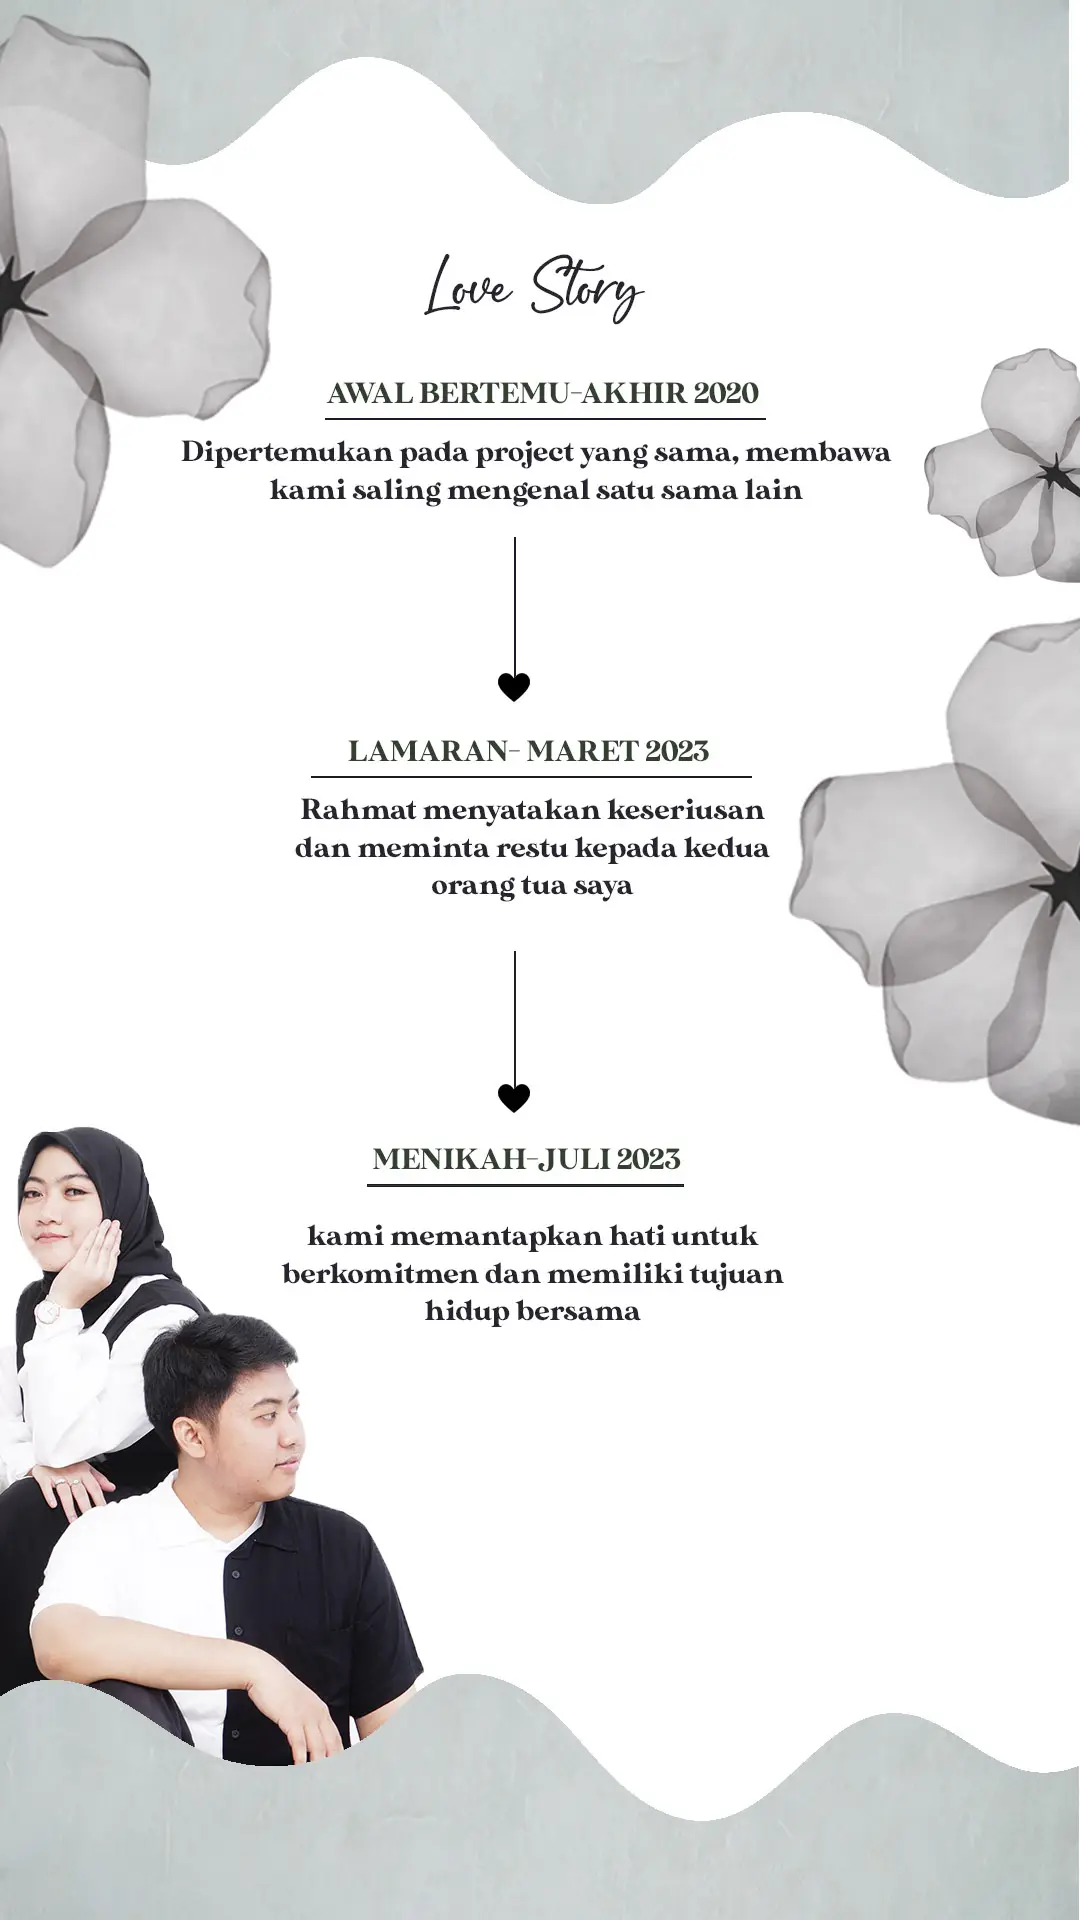 Love Story
AWAL BERTEMU-AKHIR 2020
Dipertemukan pada project yang sama, membawa
kami saling mengenal satu sama lain
LAMARAN- MARET 2023
Rahmat menyatakan keseriusan
dan meminta restu kepada kedua
orang tua saya
MENIKAH-JULI 2023
kami memantapkan hati untuk
berkomitmen dan memiliki tujuan
hidup bersama